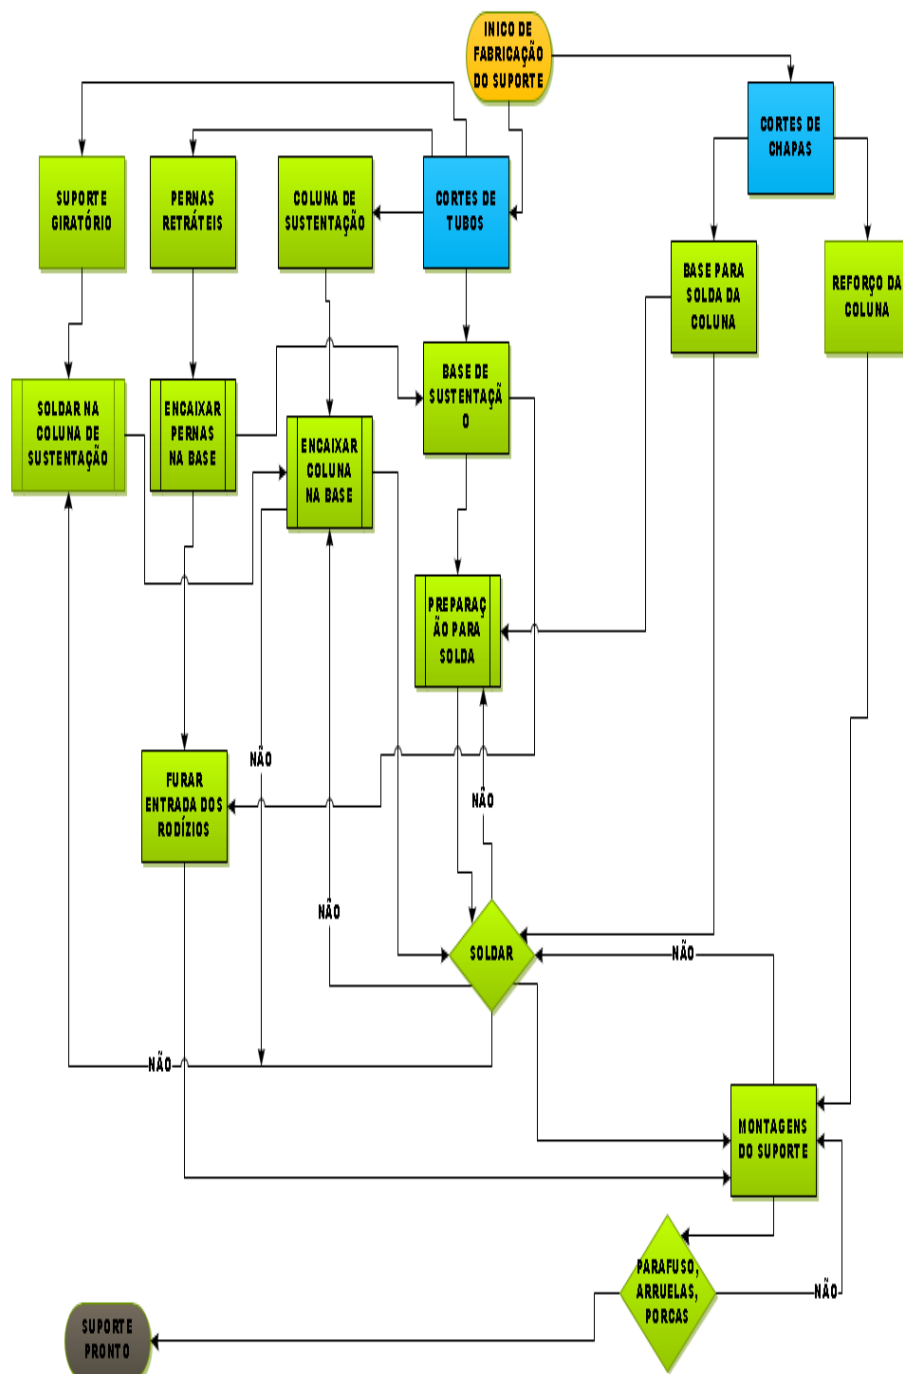 INICO DE
FABRICAÇÃO
DO SUPORTE
CORTES DE
CHAPAS
SUPORTE
GIRATÓRIO
PERNAS
RETRÁTEIS
COLUNA DE
SUSTENTAÇÃO
CORTES DE
TUBOS
BASE PARA
SOLDA DA
COLUNA
REFORÇO DA
COLUNA
SOLDAR NA
COLUNA DE
SUSTENTAÇÃO
ENCAIXAR
PERNAS
NA BASE
ENCAIXAR
COLUNA
NA BASE
BASE DE
SUSTENTAÇÃ
O
PREPARAÇ
ÃO PARA
SOLDA
NÃO
FURAR
ENTRADA DOS
RODÍZIOS
NÃO
NÃO
SOLDAR
NÃO
NÃO
MONTAGENS
DO SUPORTE
PARAFUSO,
ARRUELAS,
PORCAS
NÃO
SUPORTE
PRONTO